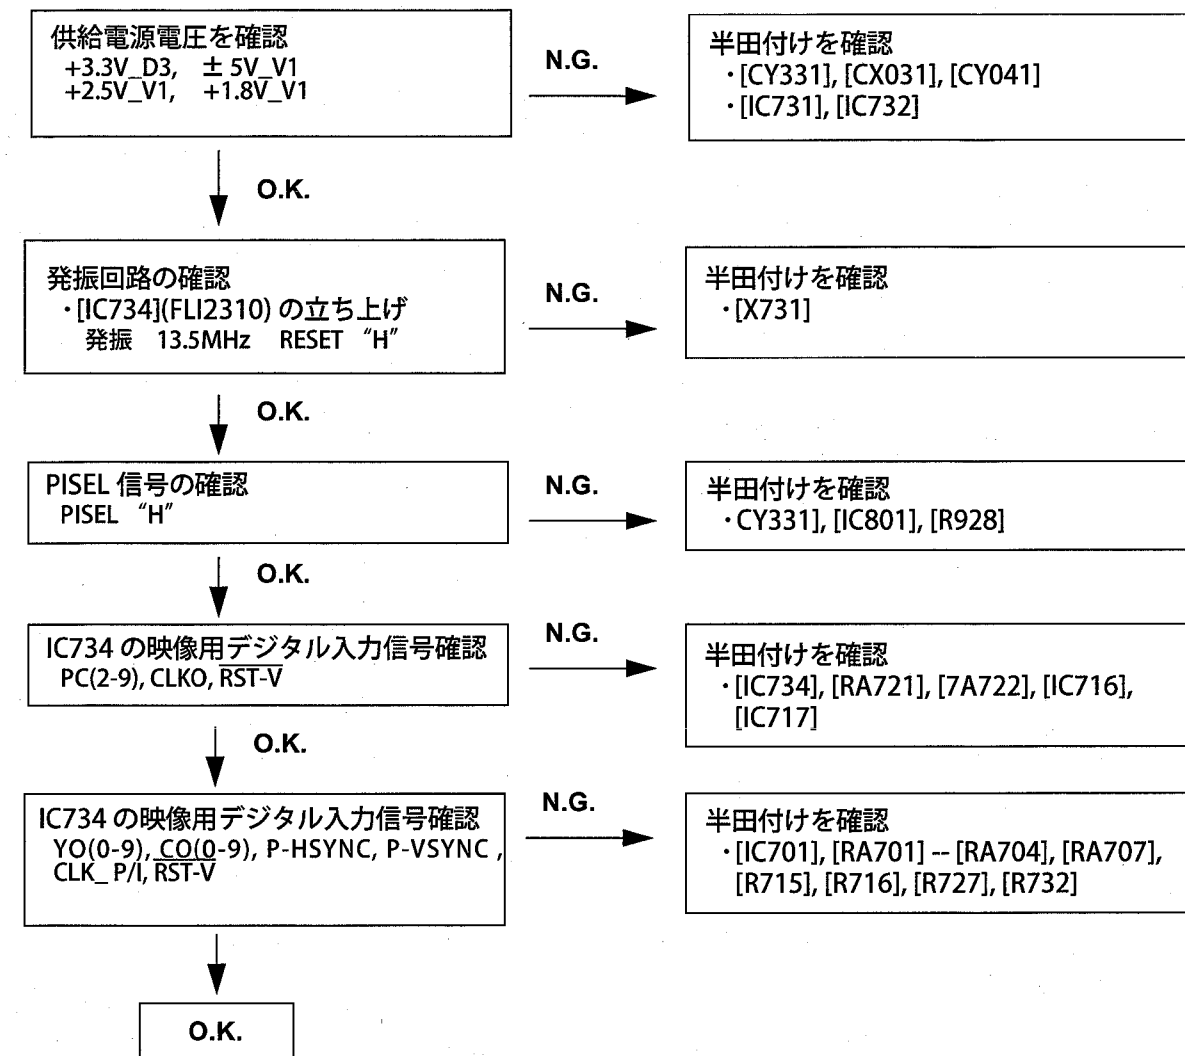 供給電源電圧を確認
+3.3V_D3, ± 5V_V1
+2.5V_V1, +1.8V_V1
N.G.
半田付けを確認
・[CY331], [CX031], [CY041]
・[IC731], [IC732]
O.K.
発振回路の確認
・[IC734](FLI2310) の立ち上げ
発振 13.5MHz RESET “H”
N.G.
半田付けを確認
・[X731]
O.K.
PISEL 信号の確認
PISEL “H”
N.G.
半田付けを確認
・CY331], [IC801], [R928]
O.K.
IC734 の映像用デジタル入力信号確認
PC(2-9), CLKO, RST-V
N.G.
半田付けを確認
・[IC734], [RA721], [7A722], [IC716],
[IC717]
O.K.
IC734 の映像用デジタル入力信号確認
YO(0-9), CO(0-9), P-HSYNC, P-VSYNC ,
CLK_ P/I, RST-V
N.G.
半田付けを確認
・[IC701], [RA701] -- [RA704], [RA707],
[R715], [R716], [R727], [R732]
O.K.